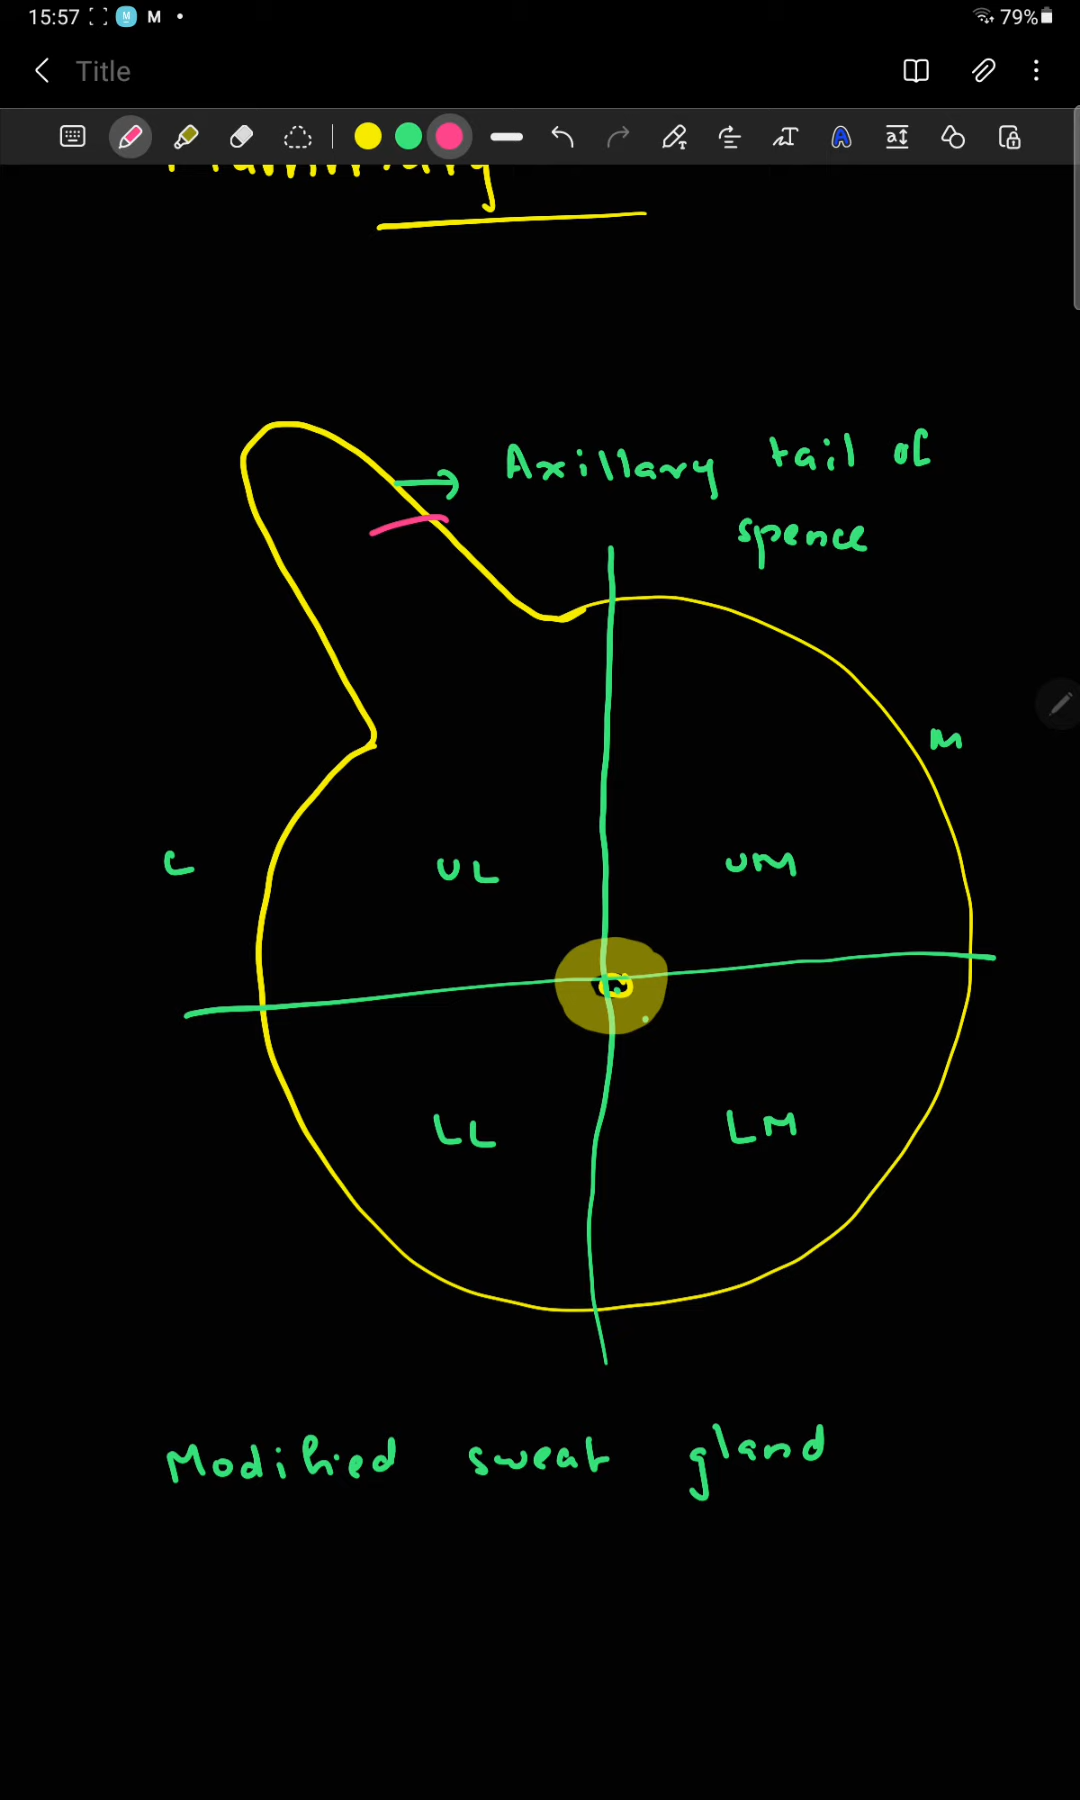 15:57 M 79%
Title
Axillary tail of
spence
M
L
UL UM
LL LM
Modified sweat gland